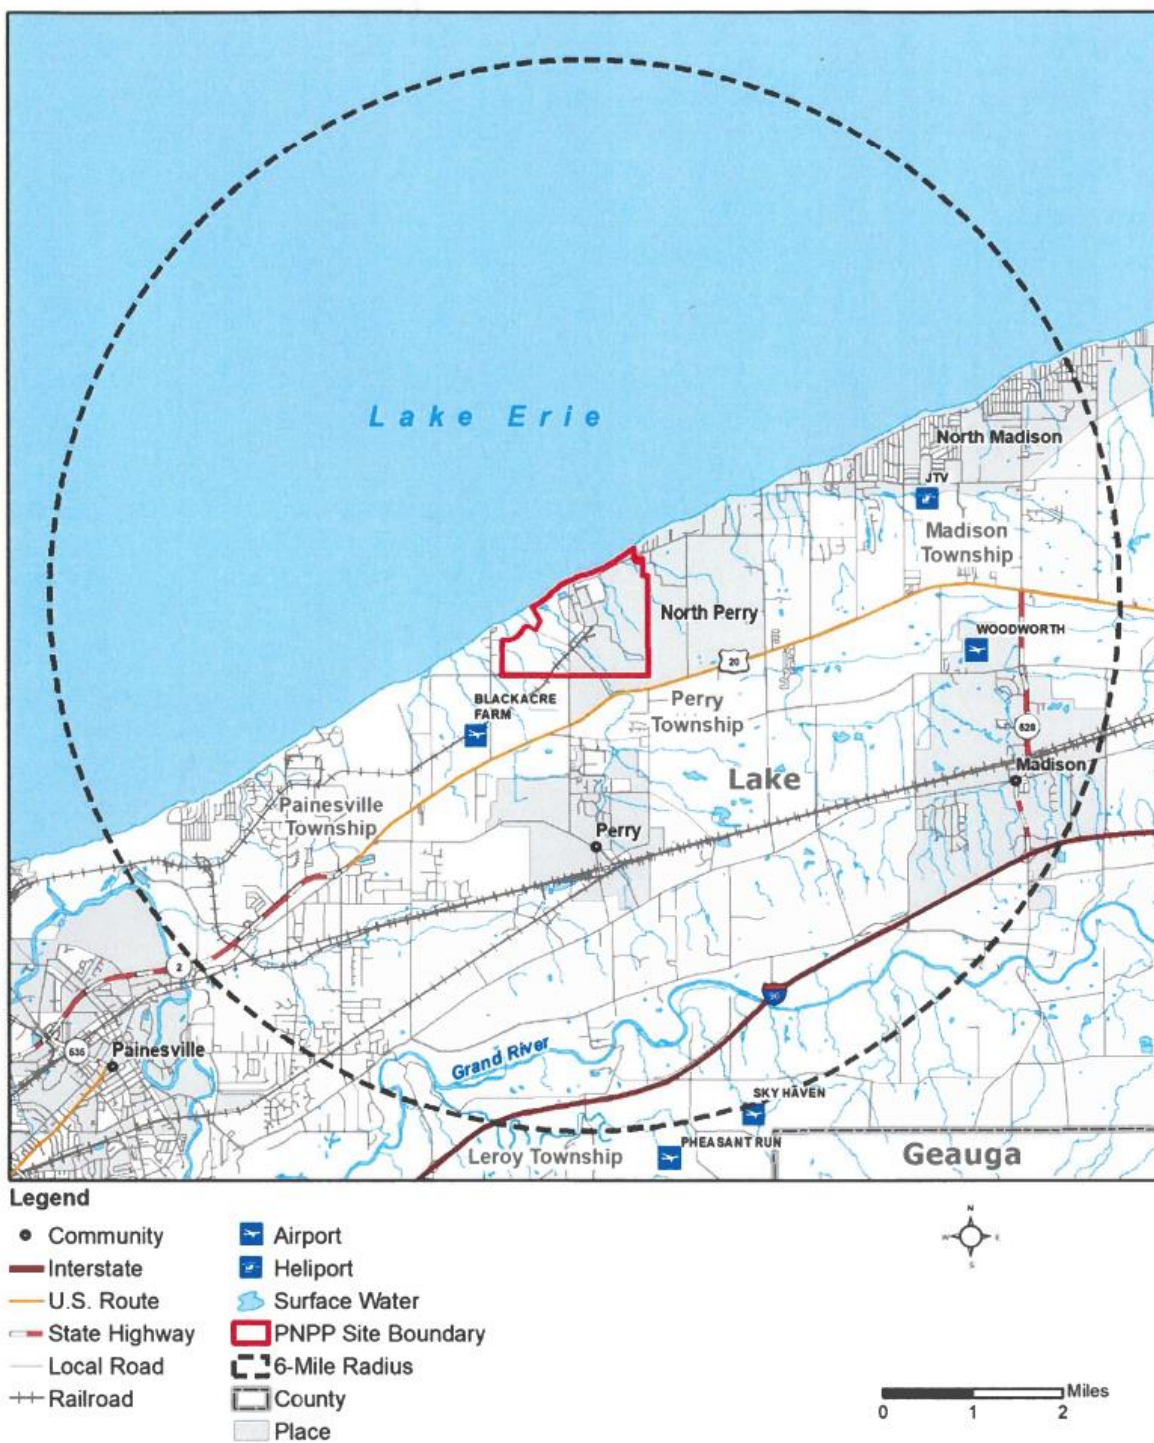 Lake Erie
North Madison
JTV
Madison
Township
North Perry
WOODWORTH
20
BLACKACRE
FARM
Perry
Township
528
Lake
Madison
Painesville
Township
Perry
2
90
Grand River
535
Painesville
SKY HAVEN
PHEASANT RUN
Leroy Township
Geauga
Legend
Community
Interstate
U.S. Route
State Highway
Local Road
Railroad
Airport
Heliport
Surface Water
PNPP Site Boundary
6-Mile Radius
County
Place
N
W E
S
Miles
0 1 2